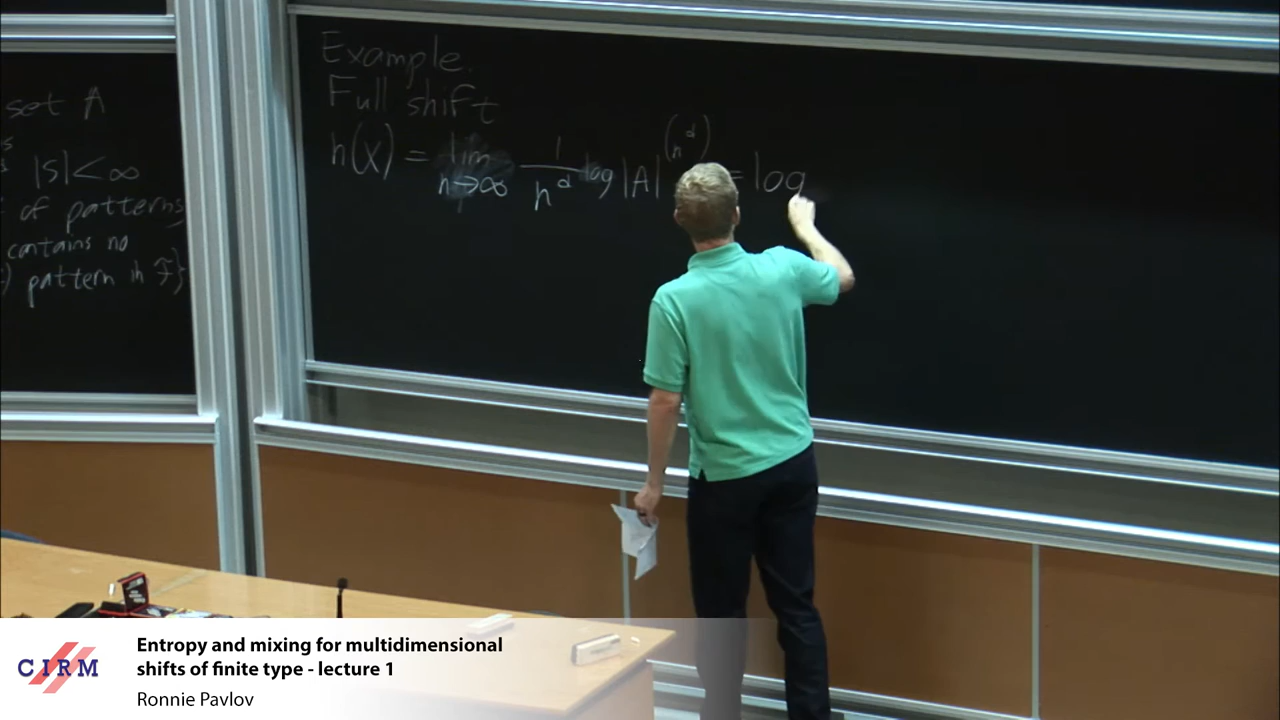 set A
|s| < ∞
of patterns
contains no
pattern in F}
Example.
Full shift
h(X) = lim n→∞ 1/n^d log |A|^(n^d) = log
CIRM
Entropy and mixing for multidimensional
shifts of finite type - lecture 1
Ronnie Pavlov